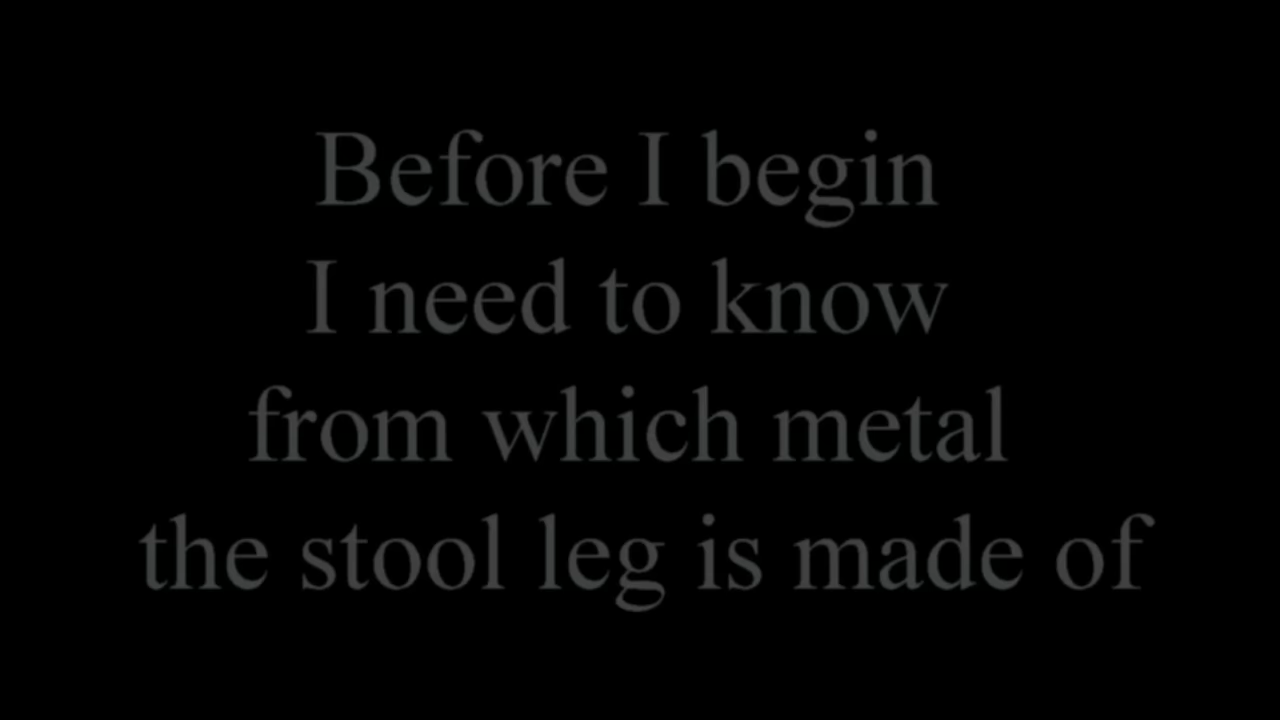 Before I begin
I need to know
from which metal
the stool leg is made of